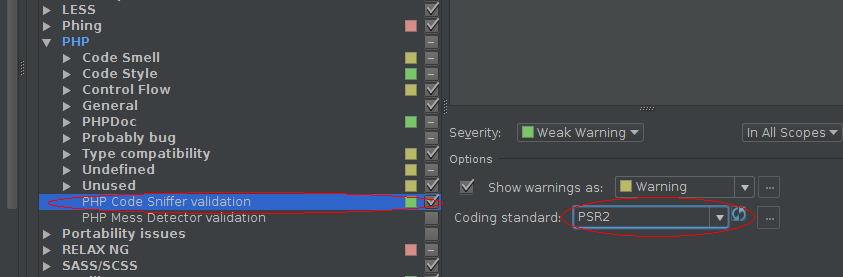 LESS
Phing
PHP
Code Smell
Code Style
Control Flow
General
PHPDoc
Probably bug
Type compatibility
Undefined
Unused
PHP Code Sniffer validation
PHP Mess Detector validation
Portability issues
RELAX NG
SASS/SCSS
Severity: Weak Warning In All Scopes
Options
Show warnings as: Warning ...
Coding standard: PSR2 ...